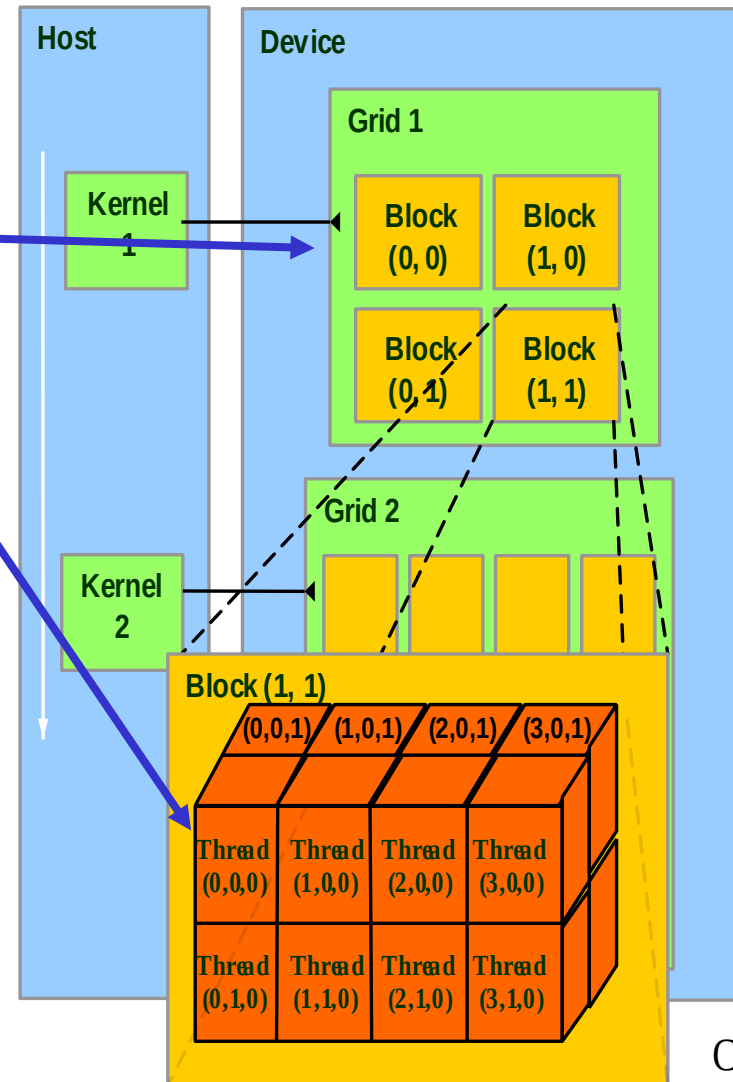 Host
Device
Grid 1
Kernel
1
Block
(0, 0)
Block
(1, 0)
Block
(0, 1)
Block
(1, 1)
Grid 2
Kernel
2
Block (1, 1)
(0,0,1) (1,0,1) (2,0,1) (3,0,1)
Thread
(0,0,0)
Thread
(1,0,0)
Thread
(2,0,0)
Thread
(3,0,0)
Thread
(0,1,0)
Thread
(1,1,0)
Thread
(2,1,0)
Thread
(3,1,0)